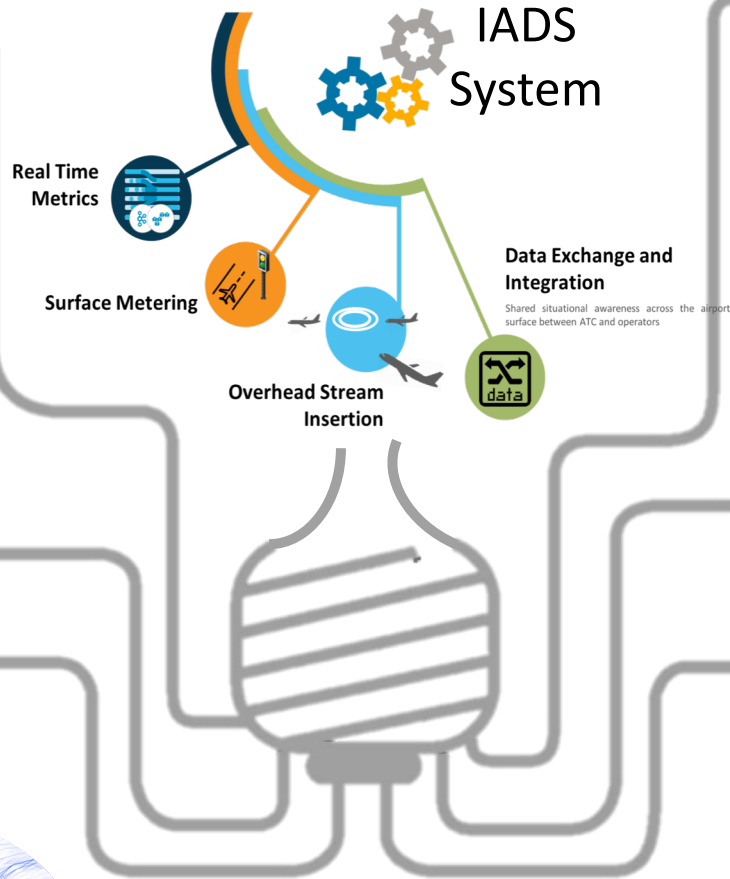 IADS
System
Real Time
Metrics
Surface Metering
Data Exchange and
Integration
Shared situational awareness across the airport
surface between ATC and operators
data
Overhead Stream
Insertion